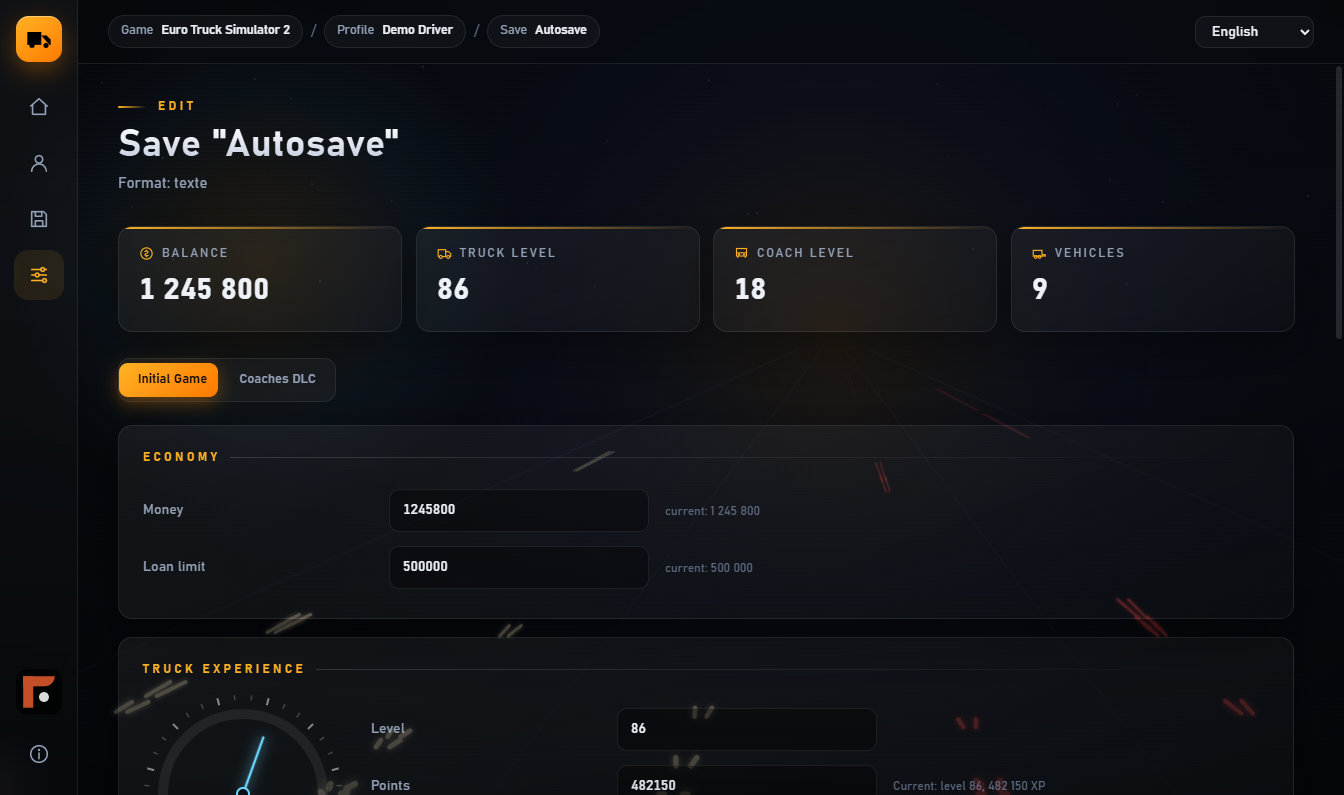 Game Euro Truck Simulator 2 / Profile Demo Driver / Save Autosave
English
EDIT
Save "Autosave"
Format: texte
BALANCE
1 245 800
TRUCK LEVEL
86
COACH LEVEL
18
VEHICLES
9
Initial Game
Coaches DLC
ECONOMY
Money
1245800
current: 1 245 800
Loan limit
500000
current: 500 000
TRUCK EXPERIENCE
Level
86
Points
482150
Current: level 86, 482 150 XP